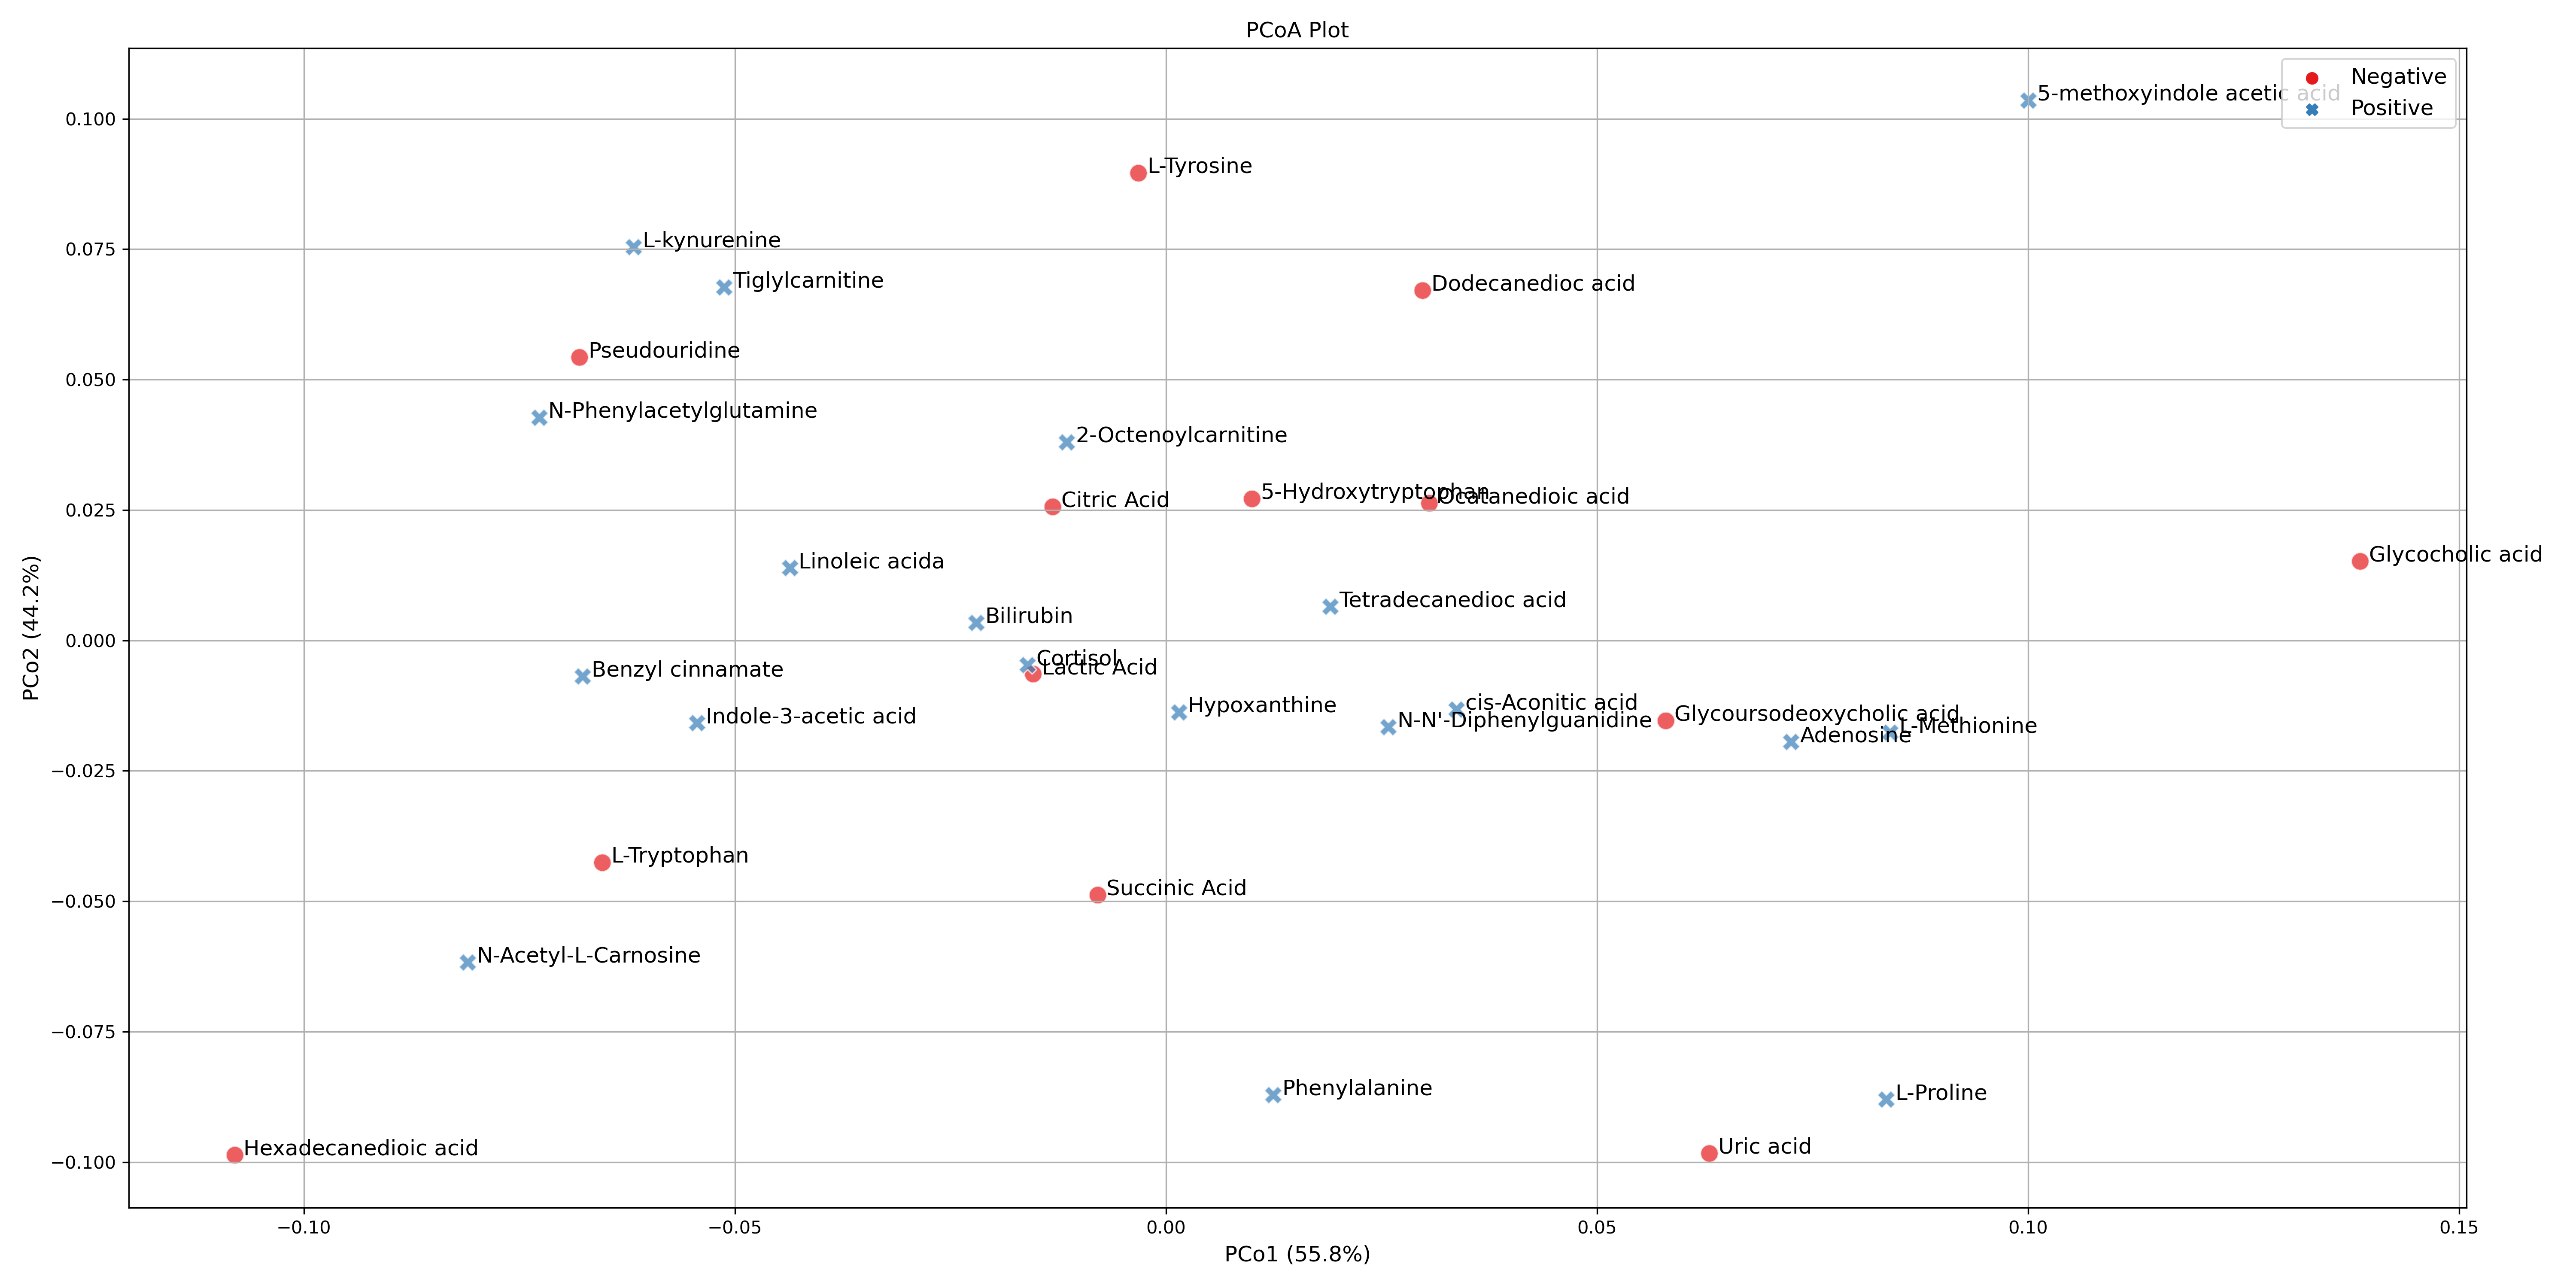 PCoA Plot
Negative
Positive
5-methoxyindole acetic acid
L-Tyrosine
L-kynurenine
Tiglylcarnitine
Dodecanedioc acid
Pseudouridine
N-Phenylacetylglutamine
2-Octenoylcarnitine
5-Hydroxytryptophan
Ocatanedioic acid
Citric Acid
Glycocholic acid
Linoleic acida
Tetradecanedioc acid
Bilirubin
Cortisol
Lactic Acid
Benzyl cinnamate
Indole-3-acetic acid
Hypoxanthine
cis-Aconitic acid
N-N'-Diphenylguanidine
Glycoursodeoxycholic acid
L-Methionine
Adenosine
L-Tryptophan
Succinic Acid
N-Acetyl-L-Carnosine
Phenylalanine
L-Proline
Uric acid
Hexadecanedioic acid
0.100
0.075
0.050
0.025
0.000
−0.025
−0.050
−0.075
−0.100
PCo2 (44.2%)
−0.10
−0.05
0.00
0.05
0.10
0.15
PCo1 (55.8%)